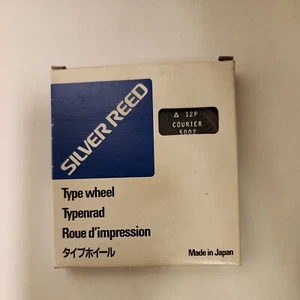 SILVER REED
△ 12P
COURIER
5002
Type wheel
Typenrad
Roue d'impression
タイプホイール
Made in Japan